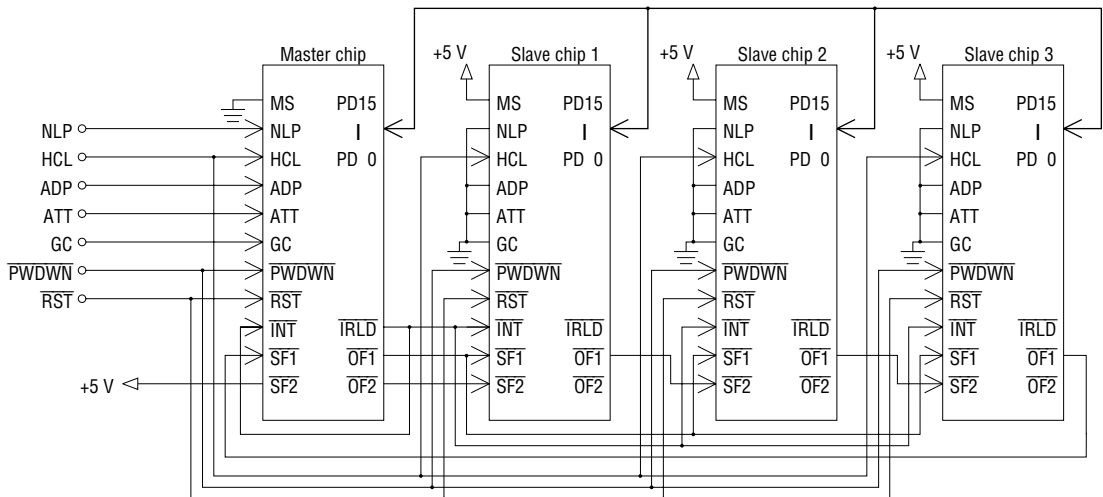 Master chip
Slave chip 1
Slave chip 2
Slave chip 3
+5 V
+5 V
+5 V
NLP
HCL
ADP
ATT
GC
PWDWN
RST
+5 V
MS
NLP
HCL
ADP
ATT
GC
PWDWN
RST
INT
SF1
SF2
PD15
I
PD 0
IRLD
OF1
OF2
MS
NLP
HCL
ADP
ATT
GC
PWDWN
RST
INT
SF1
SF2
PD15
I
PD 0
IRLD
OF1
OF2
MS
NLP
HCL
ADP
ATT
GC
PWDWN
RST
INT
SF1
SF2
PD15
I
PD 0
IRLD
OF1
OF2
MS
NLP
HCL
ADP
ATT
GC
PWDWN
RST
INT
SF1
SF2
PD15
I
PD 0
IRLD
OF1
OF2